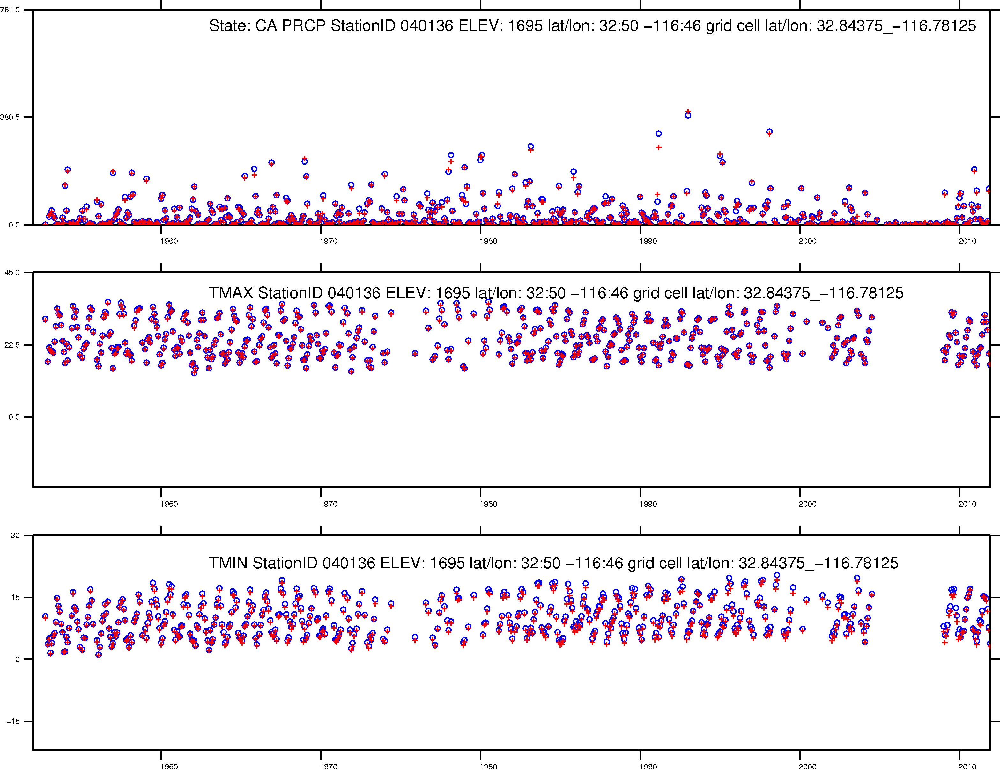 761.0
State: CA PRCP StationID 040136 ELEV: 1695 lat/lon: 32:50 −116:46 grid cell lat/lon: 32.84375_−116.78125
380.5
0.0
1960 1970 1980 1990 2000 2010
45.0
TMAX StationID 040136 ELEV: 1695 lat/lon: 32:50 −116:46 grid cell lat/lon: 32.84375_−116.78125
22.5
0.0
1960 1970 1980 1990 2000 2010
30
TMIN StationID 040136 ELEV: 1695 lat/lon: 32:50 −116:46 grid cell lat/lon: 32.84375_−116.78125
15
0
−15
1960 1970 1980 1990 2000 2010